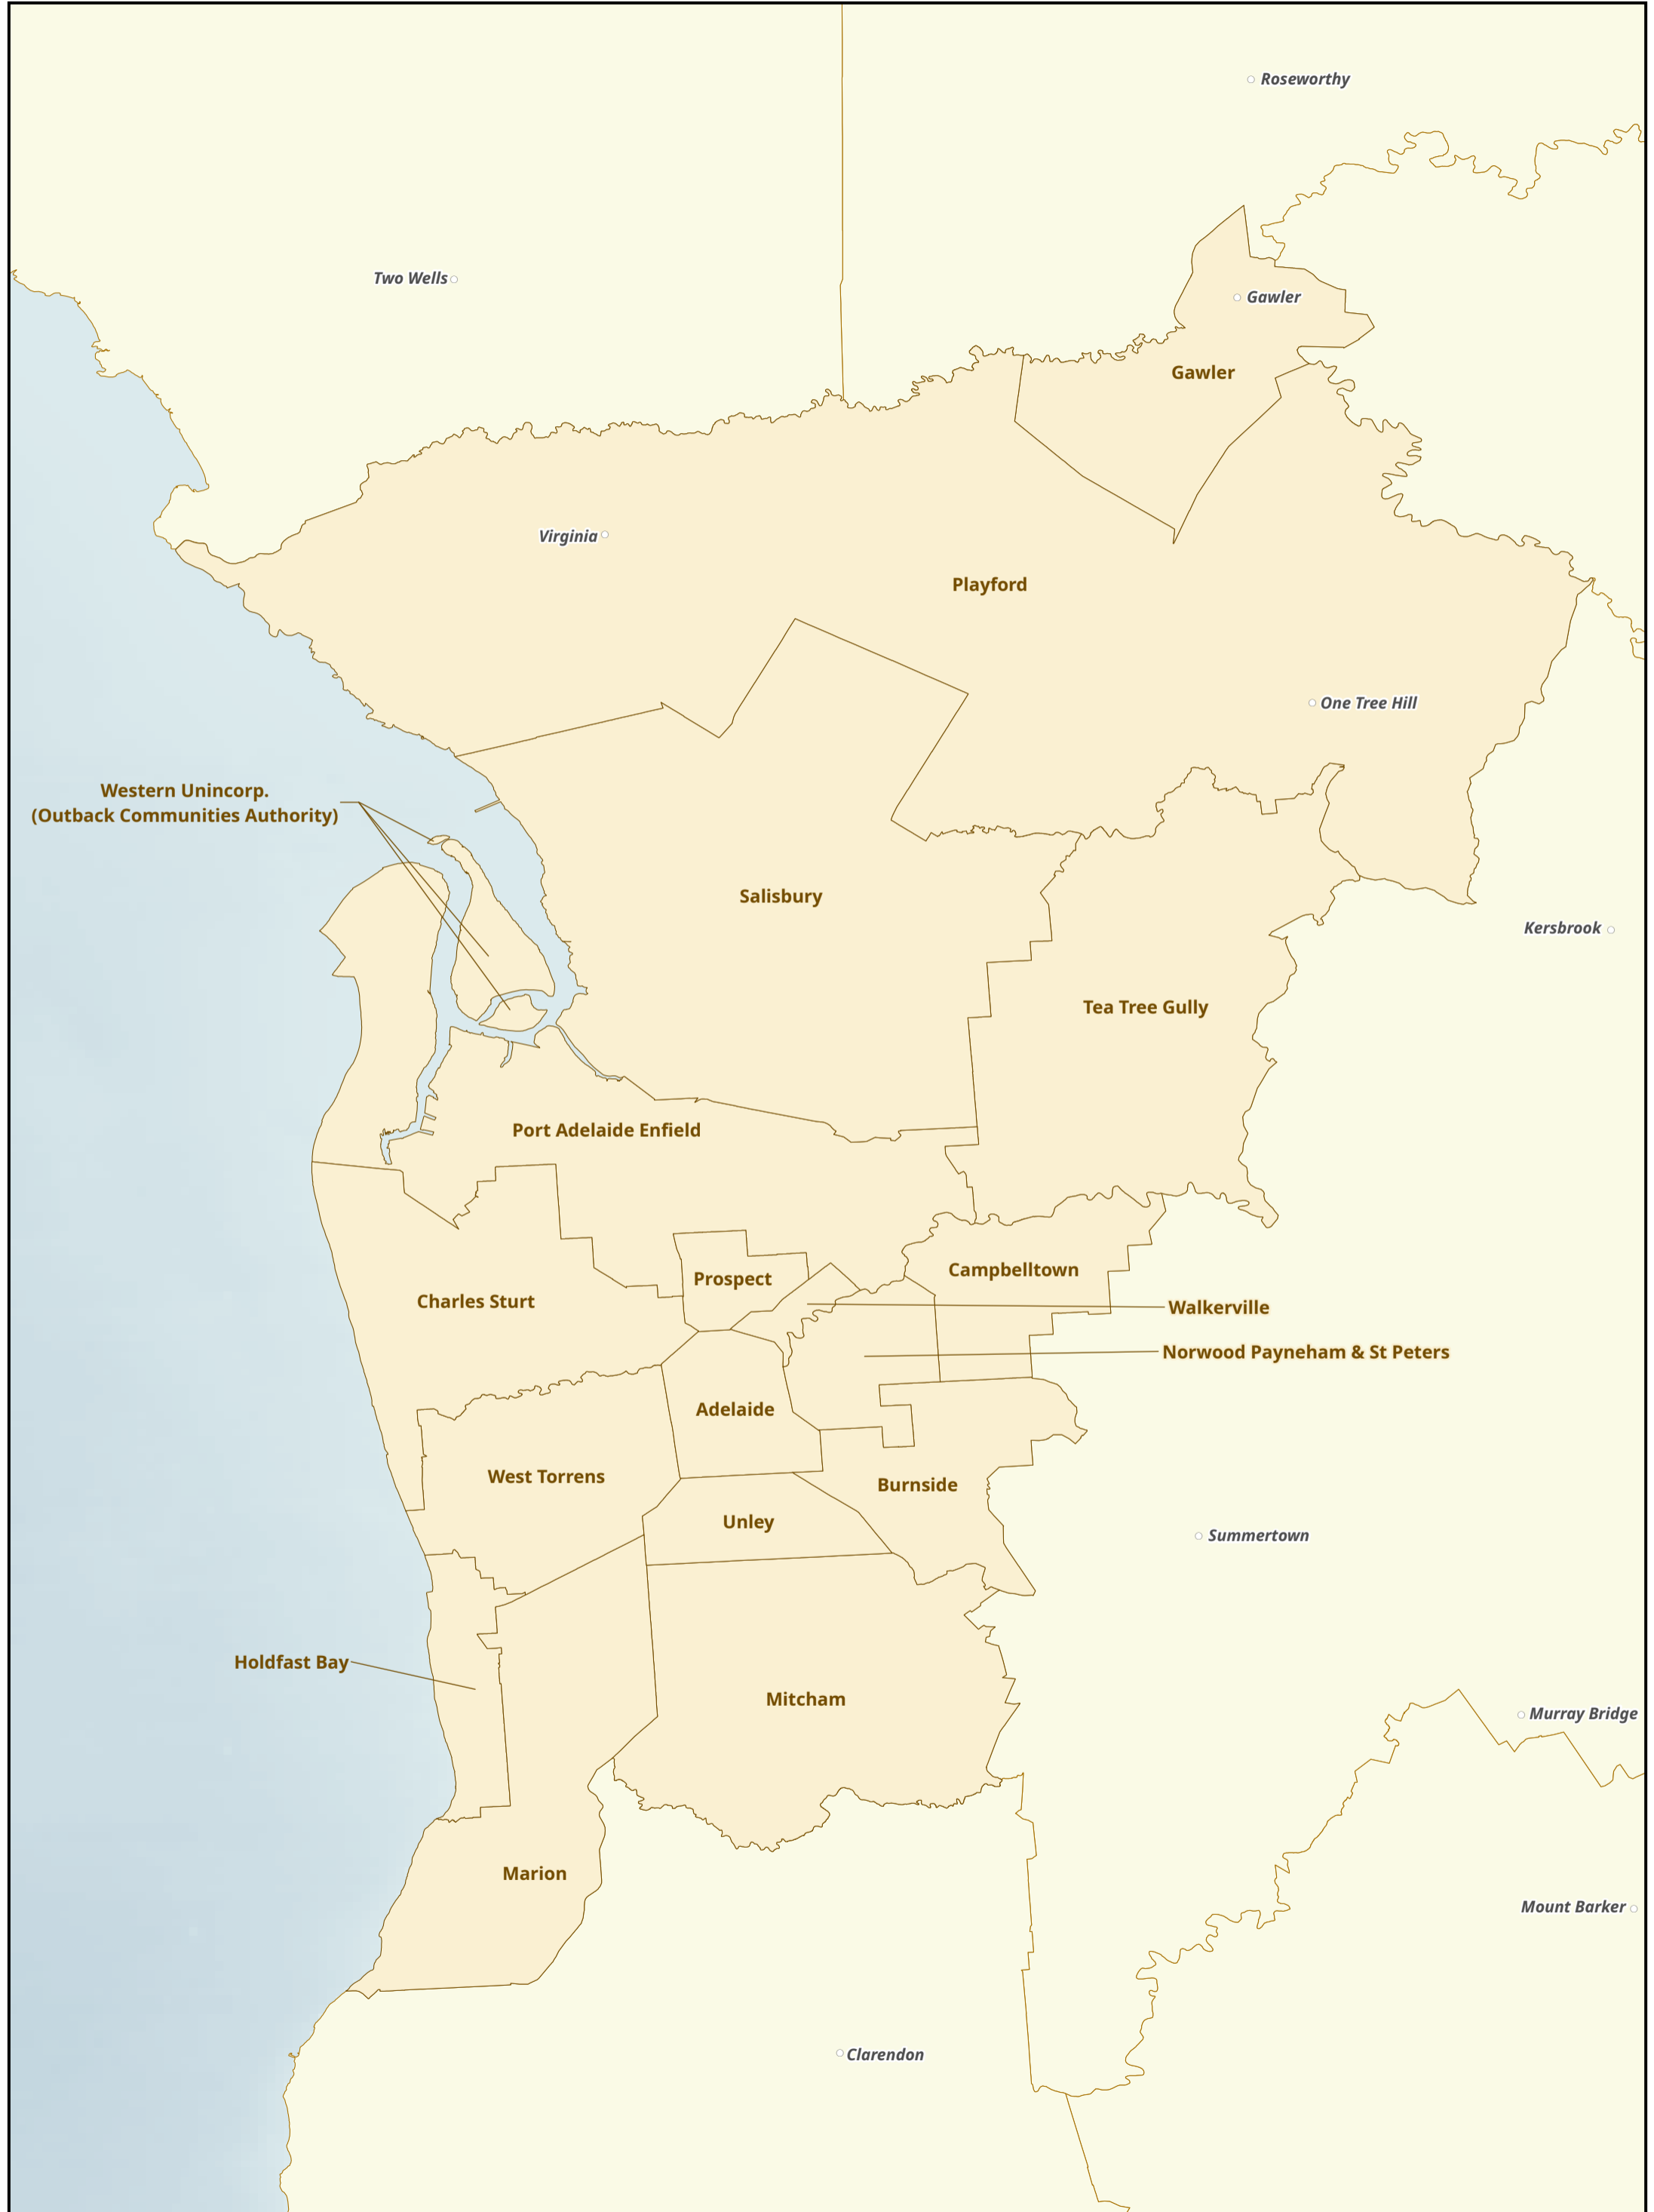 Roseworthy
Two Wells
Gawler
Gawler
Virginia
Playford
One Tree Hill
Western Unincorp.
(Outback Communities Authority)
Salisbury
Kersbrook
Tea Tree Gully
Port Adelaide Enfield
Campbelltown
Prospect
Charles Sturt
Walkerville
Norwood Payneham & St Peters
Adelaide
West Torrens
Burnside
Unley
Summertown
Holdfast Bay
Mitcham
Murray Bridge
Marion
Mount Barker
Clarendon